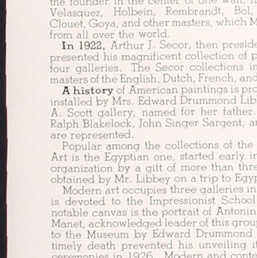 the founder in the center of one wall,
Velasquez, Holbein, Rembrandt, Bol,
Clouet, Goya, and other masters, which
from all over the world.
In 1922, Arthur J. Secor, then preside
presented his magnificent collection of p
four galleries. The Secor collections in
masters of the English, Dutch, French, and
A history of American paintings is pro
installed by Mrs. Edward Drummond Lib
A. Scott gallery, named for her father.
Ralph Blakelock, John Singer Sargent, a
are represented.
Popular among the collections of the
Art is the Egyptian one, started early in
organization by a gift of more than three
obtained by Mr. Libbey on a trip to Egyp
Modern art occupies three galleries in
is devoted to the Impressionist School
notable canvas is the portrait of Antonin
Manet, acknowledged leader of this group
to the Museum by Edward Drummond
timely death prevented his unveiling it
ceremonies in 1926. Modern and conte